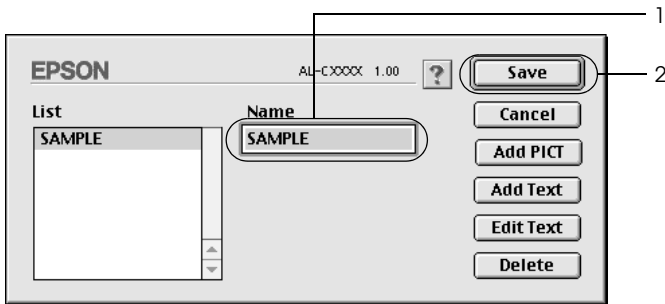 1
EPSON
AL-CXXXX 1.00
?
Save
2
List
Name
Cancel
SAMPLE
SAMPLE
Add PICT
Add Text
Edit Text
Delete